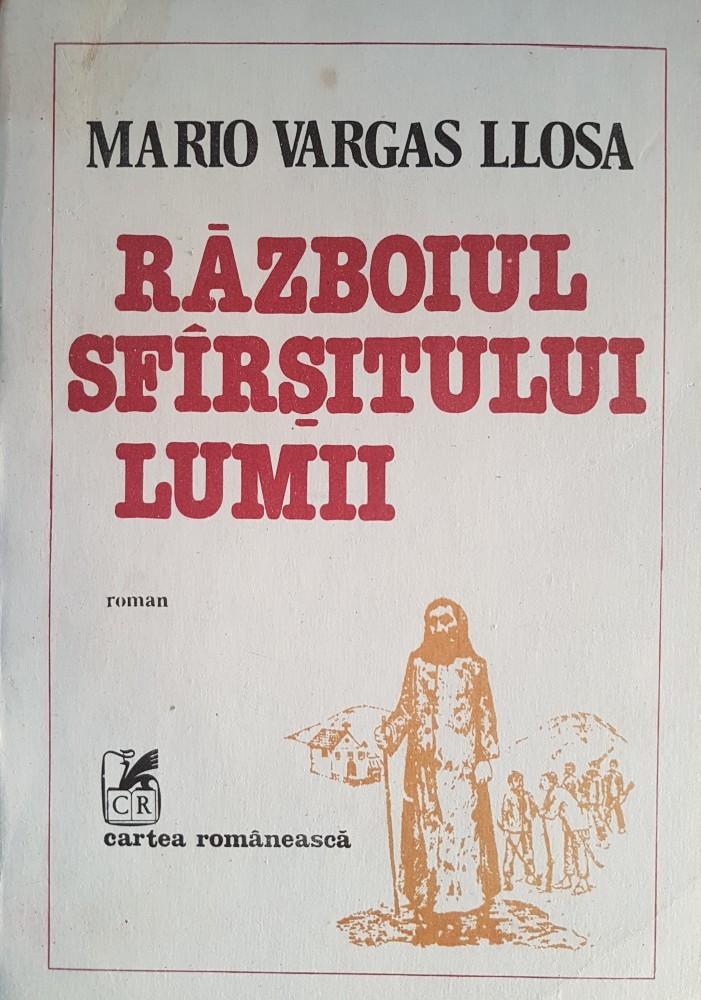 MARIO VARGAS LLOSA
RĂZBOIUL
SFÎRȘITULUI
LUMII
roman
CR
cartea românească